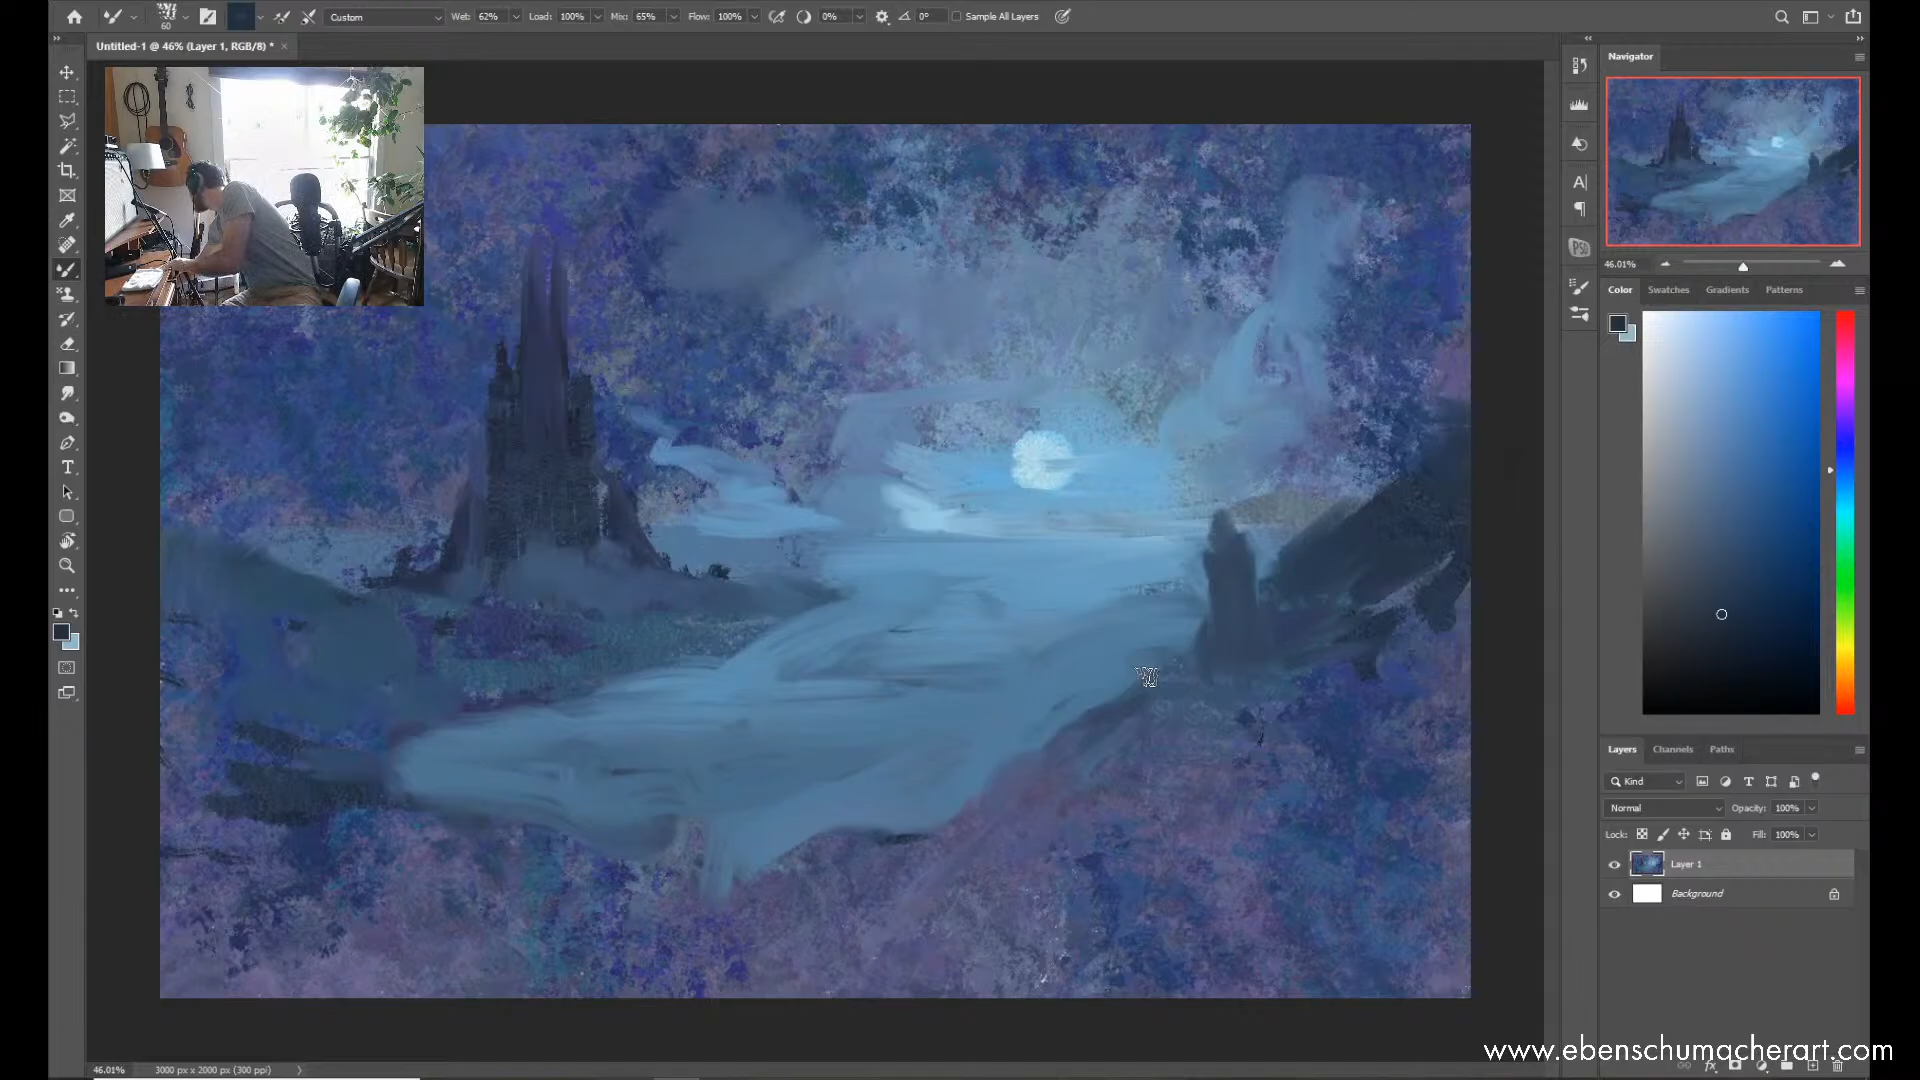 60
Custom
Wet: 62%
Load: 100%
Mix: 65%
Flow: 100%
0%
0°
Sample All Layers
Untitled-1 @ 46% (Layer 1, RGB/8) *
Navigator
46.01%
Color
Swatches
Gradients
Patterns
Layers
Channels
Paths
Kind
Normal
Opacity: 100%
Lock:
Fill: 100%
Layer 1
Background
www.ebenschumacherart.com
46.01%
3000 px x 2000 px (300 ppi)